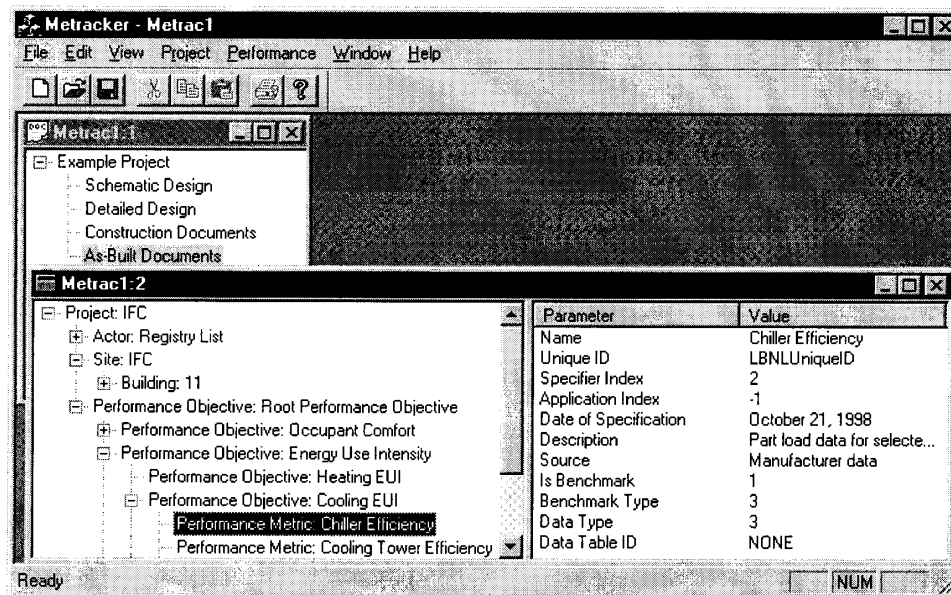 Metracker - Metrac1
File Edit View Project Performance Window Help
Metrac1:1
Example Project
Schematic Design
Detailed Design
Construction Documents
As-Built Documents
Metrac1:2
Project: IFC
Actor: Registry List
Site: IFC
Building: 11
Performance Objective: Root Performance Objective
Performance Objective: Occupant Comfort
Performance Objective: Energy Use Intensity
Performance Objective: Heating EUI
Performance Objective: Cooling EUI
Performance Metric: Chiller Efficiency
Performance Metric: Cooling Tower Efficiency
Parameter Value
Name Chiller Efficiency
Unique ID LBNLUniqueID
Specifier Index 2
Application Index -1
Date of Specification October 21, 1998
Description Part load data for selecte...
Source Manufacturer data
Is Benchmark 1
Benchmark Type 3
Data Type 3
Data Table ID NONE
Ready NUM